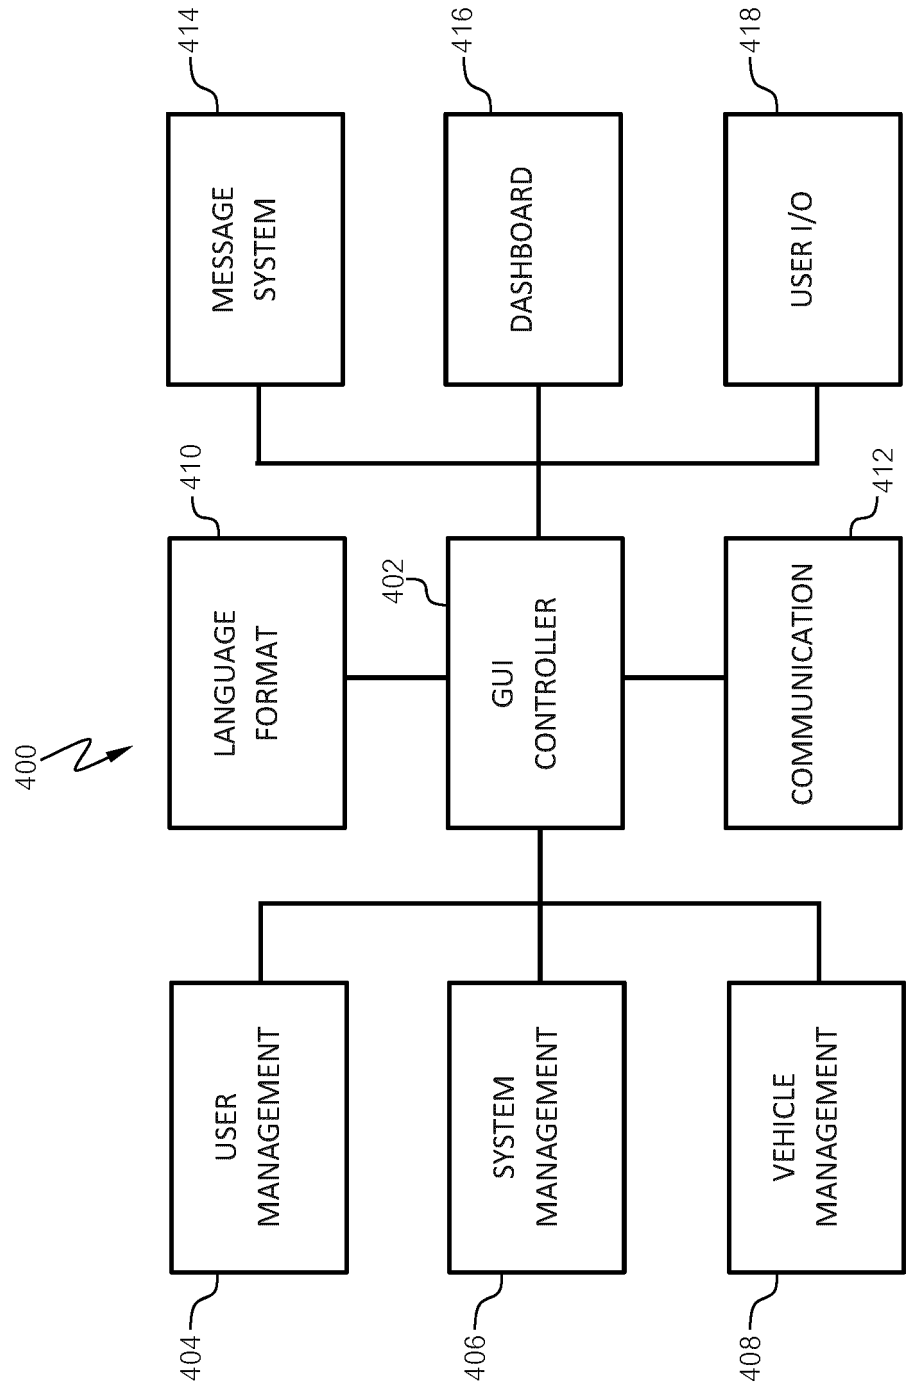 400
404
USER
MANAGEMENT
410
LANGUAGE
FORMAT
414
MESSAGE
SYSTEM
406
SYSTEM
MANAGEMENT
402
GUI
CONTROLLER
416
DASHBOARD
408
VEHICLE
MANAGEMENT
412
COMMUNICATION
418
USER I/O